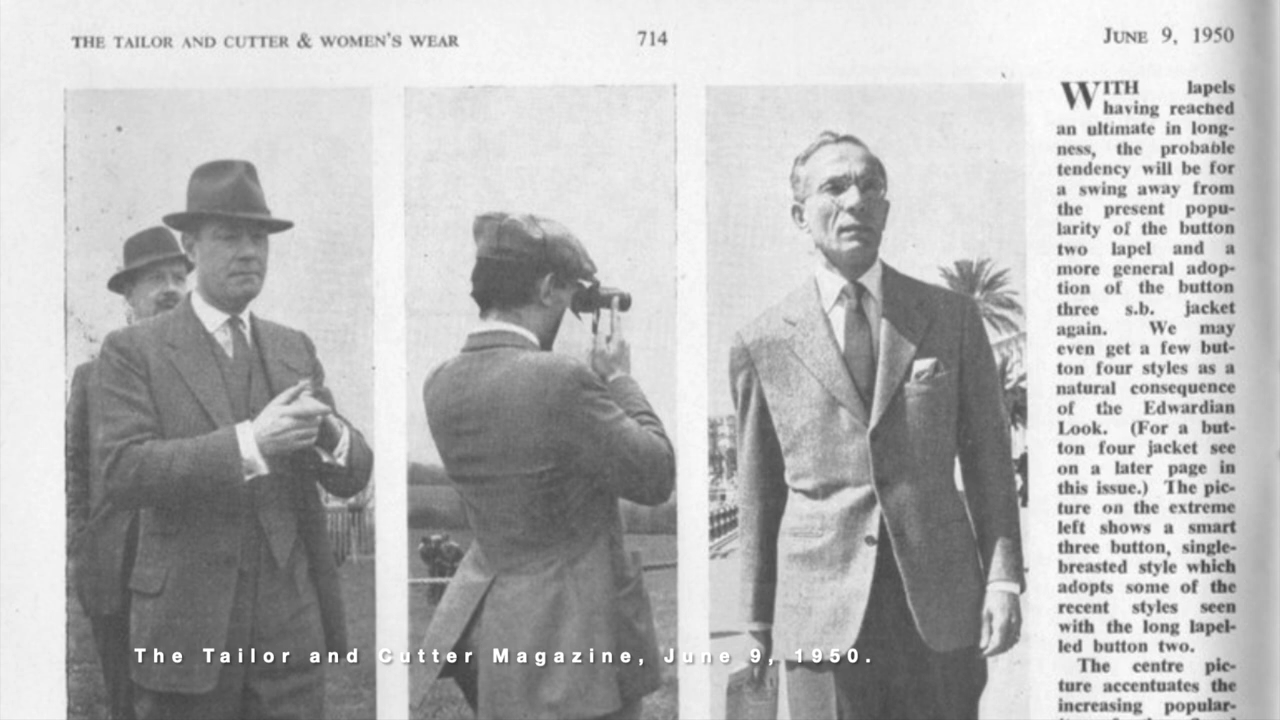 THE TAILOR AND CUTTER & WOMEN'S WEAR
714
JUNE 9, 1950
WITH lapels
having reached
an ultimate in long-
ness, the probable
tendency will be for
a swing away from
the present popu-
larity of the button
two lapel and a
more general adop-
tion of the button
three s.b. jacket
again. We may
even get a few but-
ton four styles as a
natural consequence
of the Edwardian
Look. (For a but-
ton four jacket see
on a later page in
this issue.) The pic-
ture on the extreme
left shows a smart
three button, single-
breasted style which
adopts some of the
recent styles seen
with the long lapel-
led button two.
The centre pic-
ture accentuates the
increasing popular-
The Tailor and Cutter Magazine, June 9, 1950.